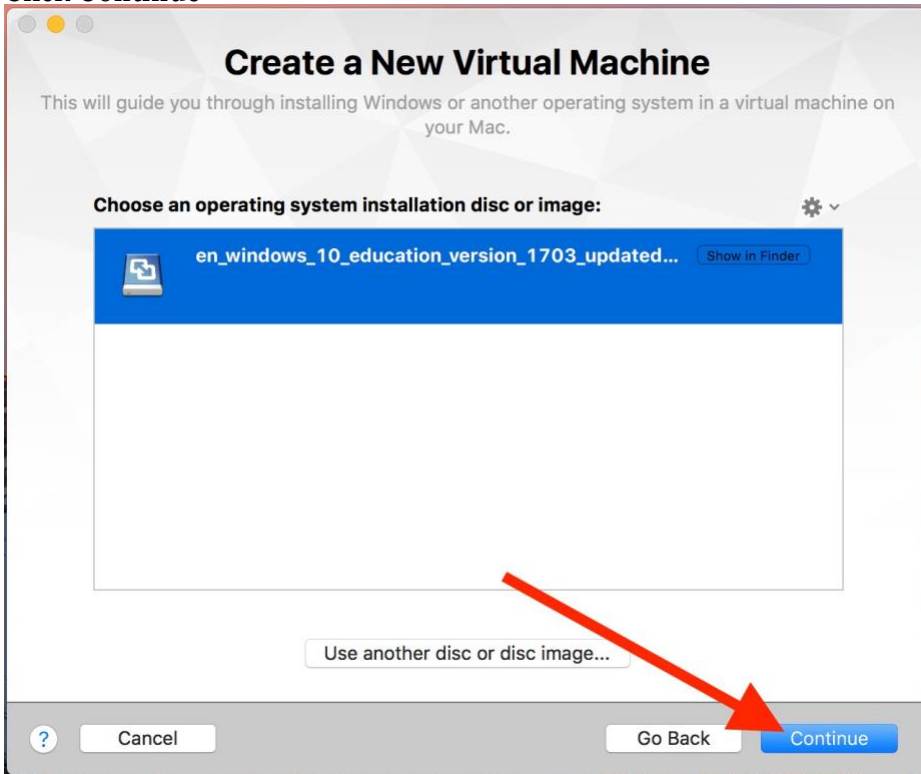 Create a New Virtual Machine
This will guide you through installing Windows or another operating system in a virtual machine on
your Mac.
Choose an operating system installation disc or image:
en_windows_10_education_version_1703_updated...
Show in Finder
Use another disc or disc image...
?
Cancel
Go Back
Continue